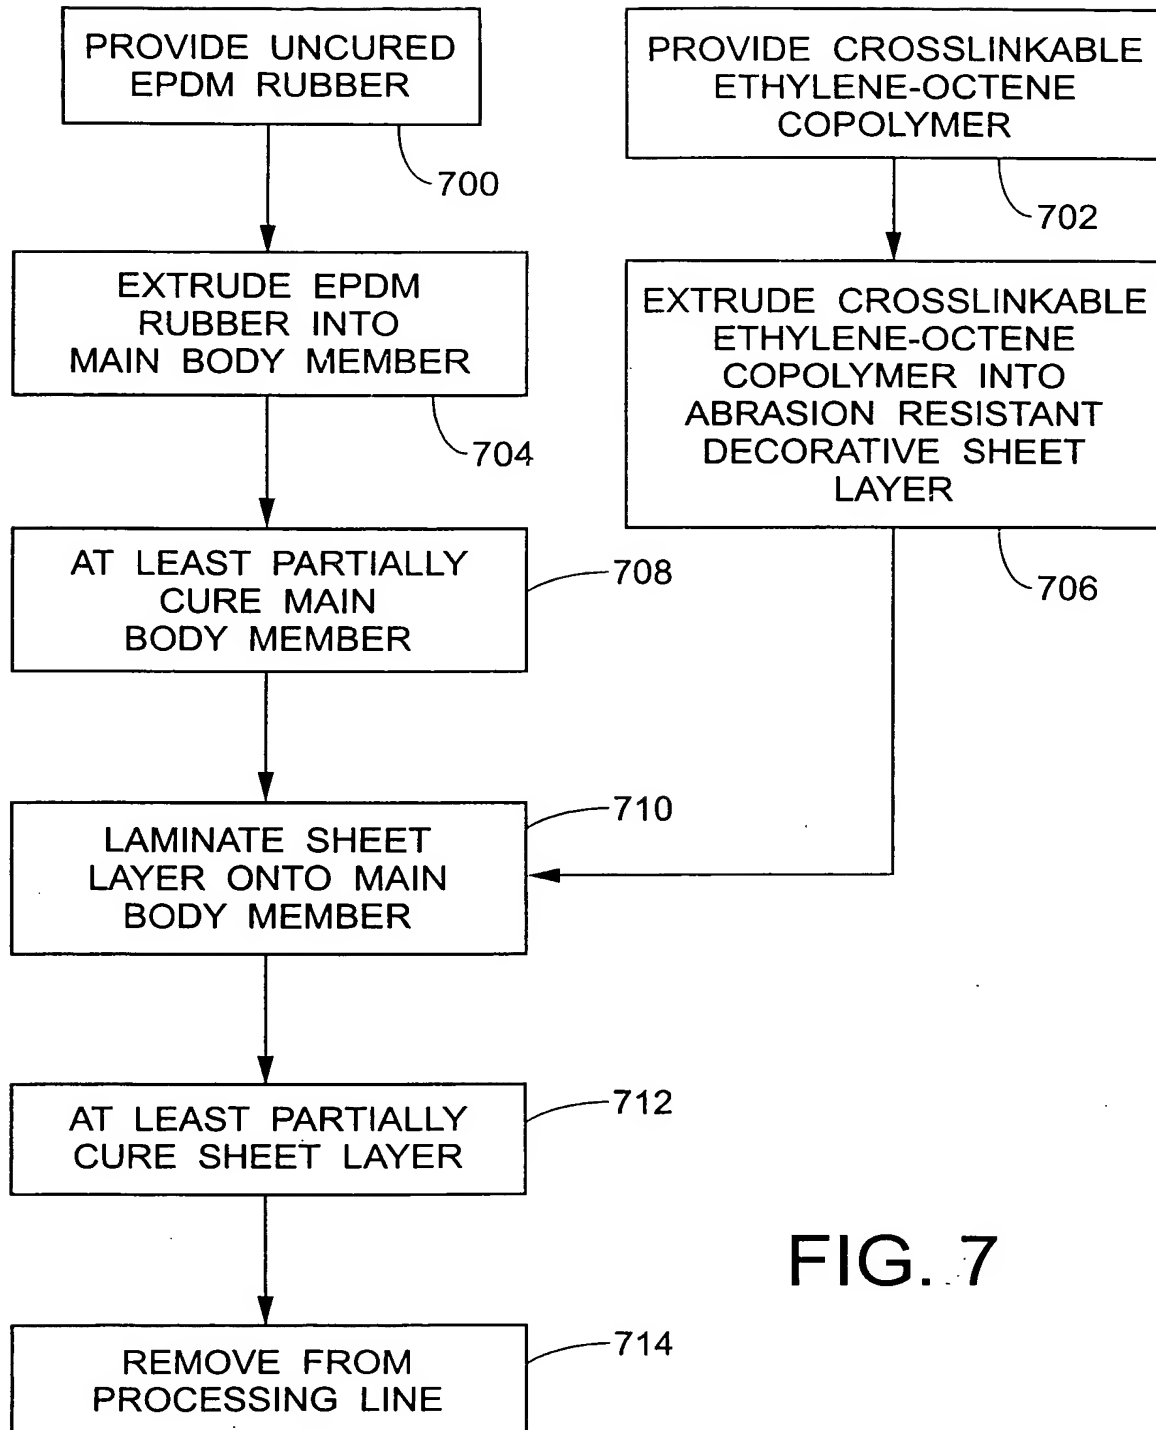 PROVIDE UNCURED
EPDM RUBBER
700
PROVIDE CROSSLINKABLE
ETHYLENE-OCTENE
COPOLYMER
702
EXTRUDE EPDM
RUBBER INTO
MAIN BODY MEMBER
704
EXTRUDE CROSSLINKABLE
ETHYLENE-OCTENE
COPOLYMER INTO
ABRASION RESISTANT
DECORATIVE SHEET
LAYER
706
AT LEAST PARTIALLY
CURE MAIN
BODY MEMBER
708
LAMINATE SHEET
LAYER ONTO MAIN
BODY MEMBER
710
AT LEAST PARTIALLY
CURE SHEET LAYER
712
REMOVE FROM
PROCESSING LINE
714
FIG. 7